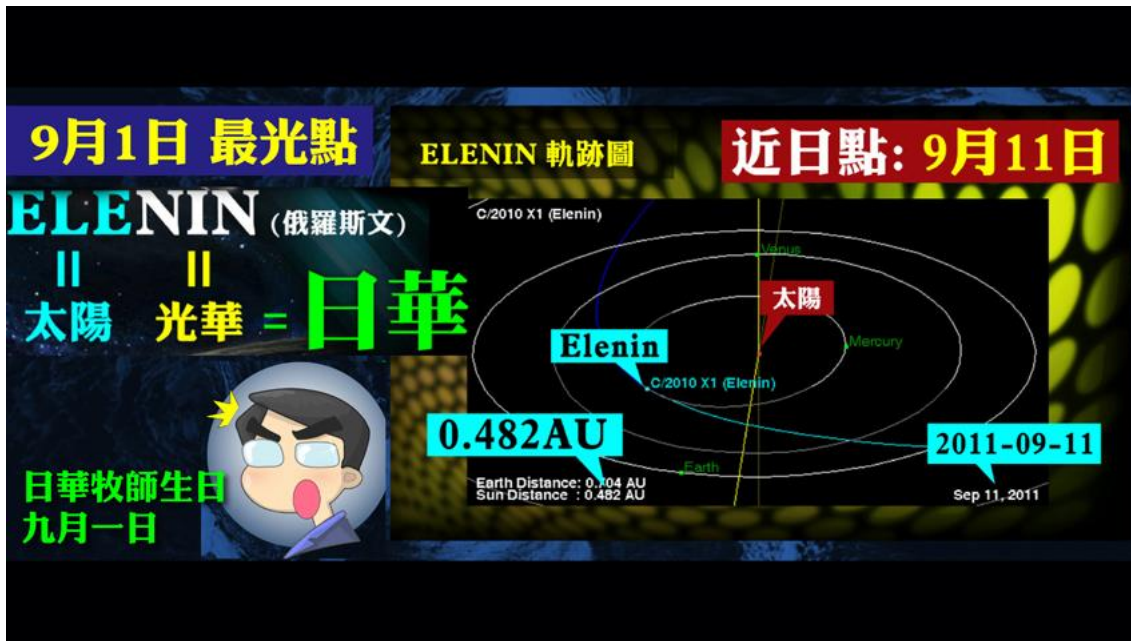 9月1日 最光點
ELENIN (俄羅斯文)
= =
太陽 光華 = 日華
日華牧師生日
九月一日
ELENIN 軌跡圖
近日點: 9月11日
C/2010 X1 (Elenin)
Venus
太陽
Mercury
Elenin
C/2010 X1 (Elenin)
0.482AU
2011-09-11
Earth
Earth Distance: 0.704 AU
Sun Distance : 0.482 AU
Sep 11, 2011